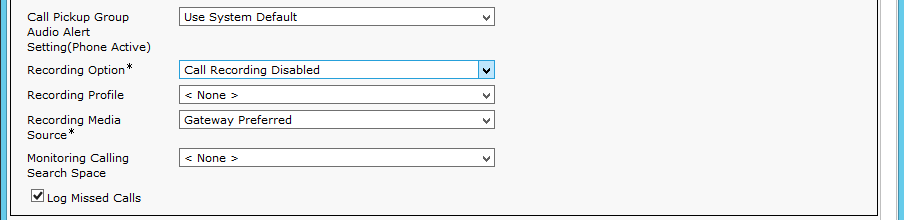 Call Pickup Group
Audio Alert
Setting(Phone Active)
Use System Default
Recording Option*
Call Recording Disabled
Recording Profile
< None >
Recording Media
Source*
Gateway Preferred
Monitoring Calling
Search Space
< None >
Log Missed Calls